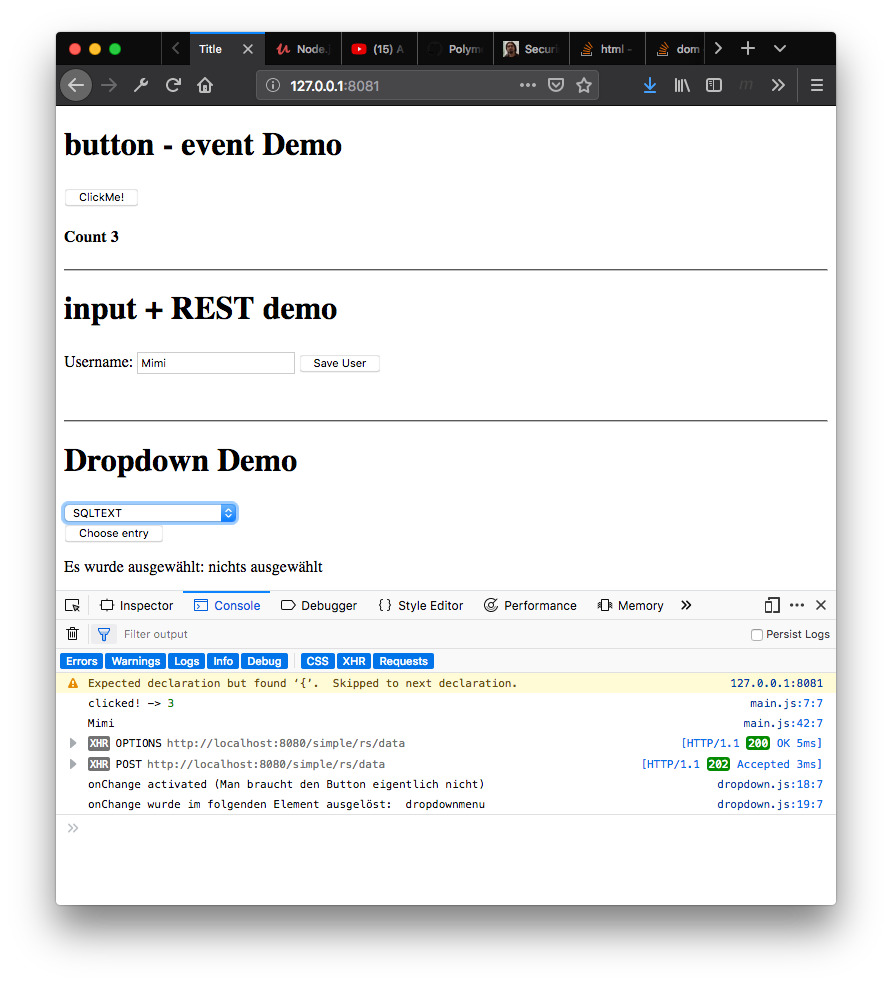 Title Node. (15) A Polyme Securi html - dom
127.0.0.1:8081
button - event Demo
ClickMe!
Count 3
input + REST demo
Username: Mimi Save User
Dropdown Demo
SQLTEXT
Choose entry
Es wurde ausgewählt: nichts ausgewählt
Inspector Console Debugger { } Style Editor Performance Memory
Filter output Persist Logs
Errors Warnings Logs Info Debug CSS XHR Requests
Expected declaration but found ‘{’. Skipped to next declaration. 127.0.0.1:8081
clicked! -> 3 main.js:7:7
Mimi main.js:42:7
XHR OPTIONS http://localhost:8080/simple/rs/data [HTTP/1.1 200 OK 5ms]
XHR POST http://localhost:8080/simple/rs/data [HTTP/1.1 202 Accepted 3ms]
onChange activated (Man braucht den Button eigentlich nicht) dropdown.js:18:7
onChange wurde im folgenden Element ausgelöst: dropdownmenu dropdown.js:19:7